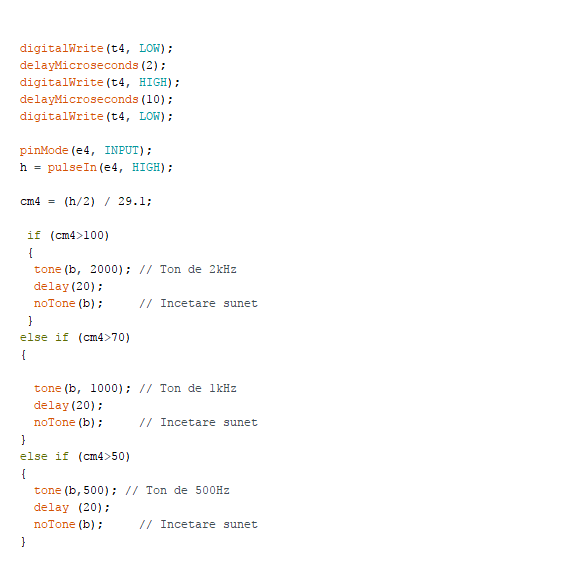 digitalWrite(t4, LOW);
delayMicroseconds(2);
digitalWrite(t4, HIGH);
delayMicroseconds(10);
digitalWrite(t4, LOW);

pinMode(e4, INPUT);
h = pulseIn(e4, HIGH);

cm4 = (h/2) / 29.1;

 if (cm4>100)
 {
  tone(b, 2000); // Ton de 2kHz
  delay(20);
  noTone(b);     // Incetare sunet
 }
else if (cm4>70)
{

  tone(b, 1000); // Ton de 1kHz
  delay(20);
  noTone(b);     // Incetare sunet
}
else if (cm4>50)
{
  tone(b,500); // Ton de 500Hz
  delay (20);
  noTone(b);     // Incetare sunet
}